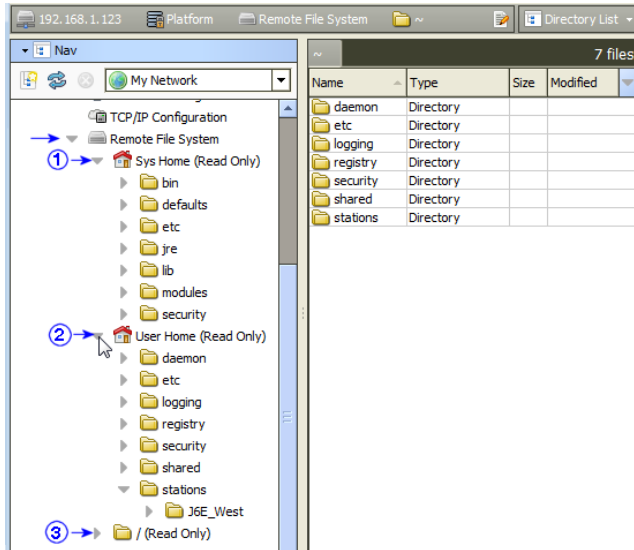 192.168.1.123 Platform Remote File System ~ Directory List
Nav
My Network
TCP/IP Configuration
Remote File System
1 Sys Home (Read Only)
bin
defaults
etc
jre
lib
modules
security
2 User Home (Read Only)
daemon
etc
logging
registry
security
shared
stations
J6E_West
3 / (Read Only)
~ 7 files
Name Type Size Modified
daemon Directory
etc Directory
logging Directory
registry Directory
security Directory
shared Directory
stations Directory